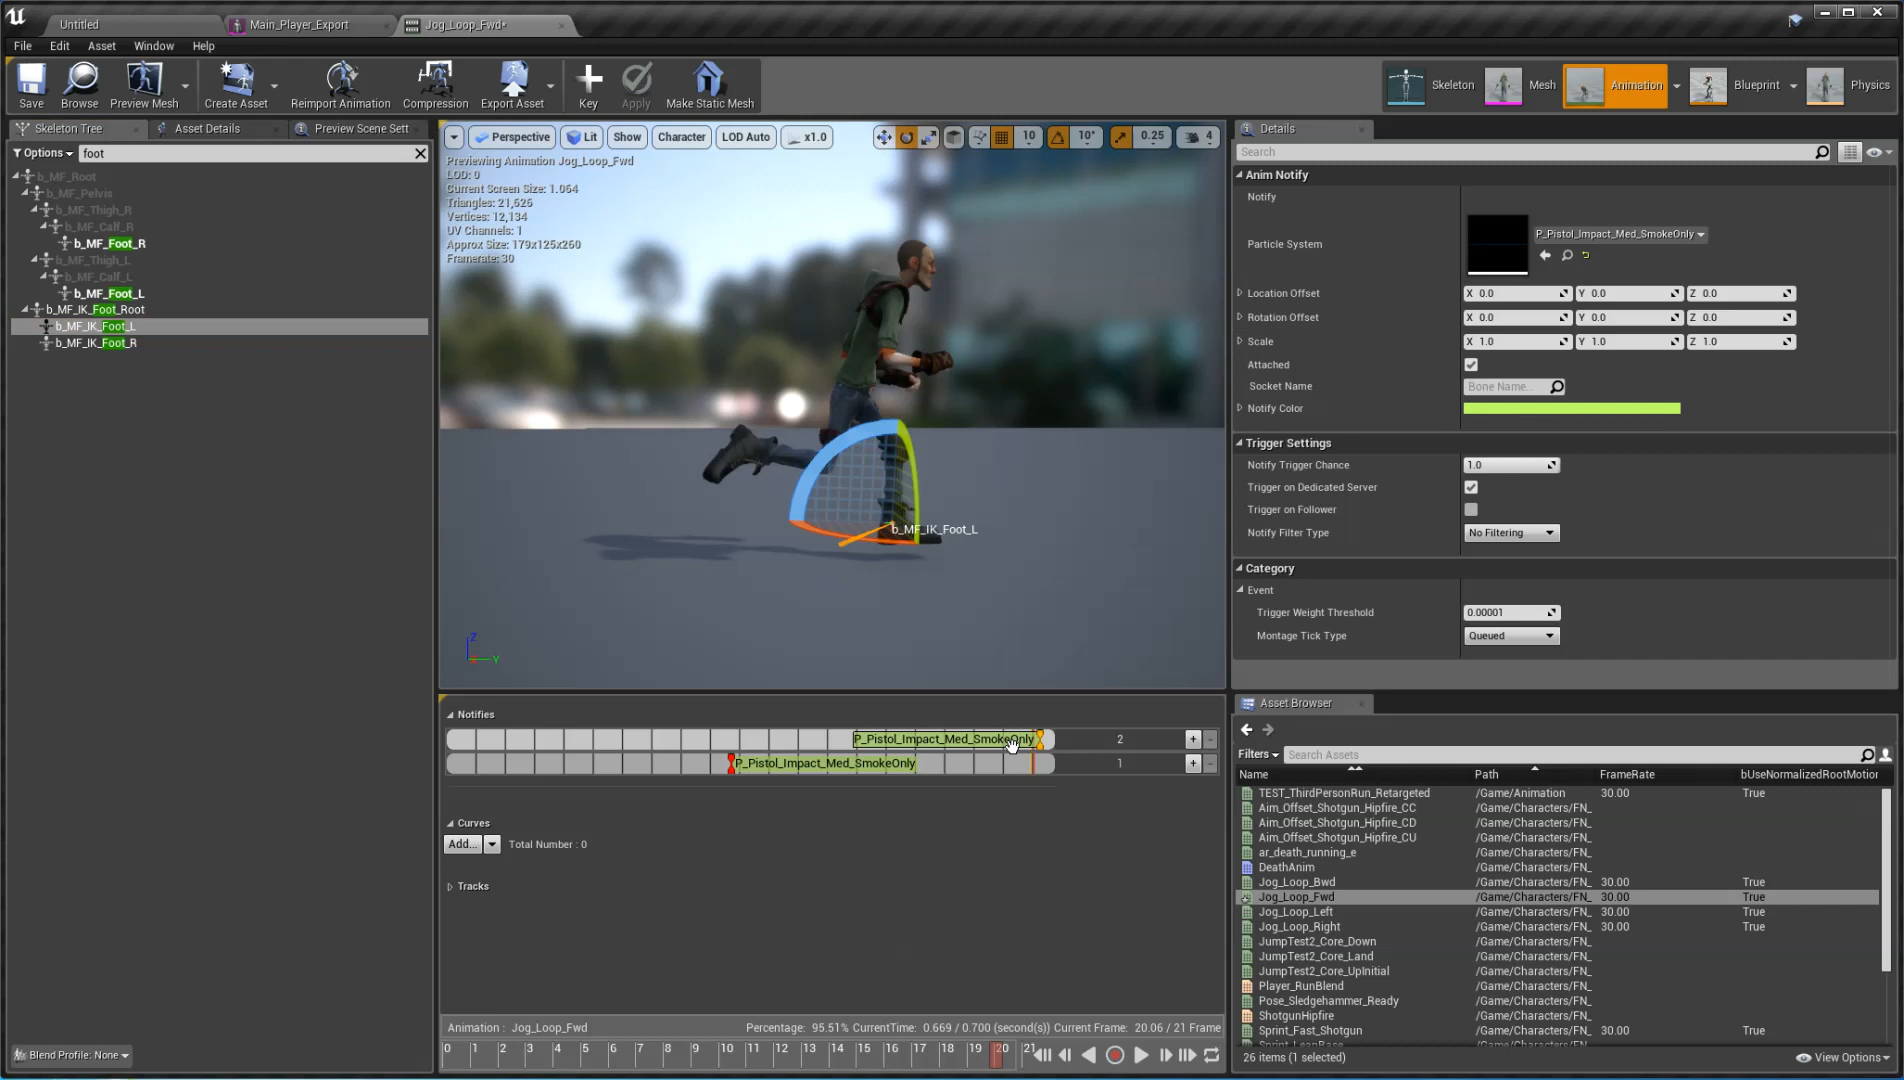 Untitled
Main_Player_Export
Jog_Loop_Fwd*
File Edit Asset Window Help
Save
Browse
Preview Mesh
Create Asset
Reimport Animation
Compression
Export Asset
Key
Apply
Make Static Mesh
Skeleton
Mesh
Animation
Blueprint
Physics
Skeleton Tree
Asset Details
Preview Scene Sett
Options
foot
b_MF_Root
b_MF_Pelvis
b_MF_Thigh_R
b_MF_Calf_R
b_MF_Foot_R
b_MF_Thigh_L
b_MF_Calf_L
b_MF_Foot_L
b_MF_IK_Foot_Root
b_MF_IK_Foot_L
b_MF_IK_Foot_R
Blend Profile: None
Perspective
Lit
Show
Character
LOD Auto
x1.0
10
10°
0.25
4
Previewing Animation Jog_Loop_Fwd
LOD: 0
Current Screen Size: 1.064
Triangles: 21,626
Vertices: 12,134
UV Channels: 1
Approx Size: 179x125x260
Framerate: 30
b_MF_IK_Foot_L
Z
Y
Notifies
P_Pistol_Impact_Med_SmokeOnly
2
+
-
P_Pistol_Impact_Med_SmokeOnly
1
+
-
Curves
Add...
Total Number : 0
Tracks
Animation : Jog_Loop_Fwd
Percentage: 95.51% CurrentTime: 0.669 / 0.700 (second(s)) Current Frame: 20.06 / 21 Frame
0 1 2 3 4 5 6 7 8 9 10 11 12 13 14 15 16 17 18 19 20 21
Details
Search
Anim Notify
Notify
Particle System
P_Pistol_Impact_Med_SmokeOnly
Location Offset
X 0.0
Y 0.0
Z 0.0
Rotation Offset
X 0.0
Y 0.0
Z 0.0
Scale
X 1.0
Y 1.0
Z 1.0
Attached
Socket Name
Bone Name...
Notify Color
Trigger Settings
Notify Trigger Chance
1.0
Trigger on Dedicated Server
Trigger on Follower
Notify Filter Type
No Filtering
Category
Event
Trigger Weight Threshold
0.00001
Montage Tick Type
Queued
Asset Browser
Filters
Search Assets
Name Path FrameRate bUseNormalizedRootMotior
TEST_ThirdPersonRun_Retargeted /Game/Animation 30.00 True
Aim_Offset_Shotgun_Hipfire_CC /Game/Characters/FN_
Aim_Offset_Shotgun_Hipfire_CD /Game/Characters/FN_
Aim_Offset_Shotgun_Hipfire_CU /Game/Characters/FN_
ar_death_running_e /Game/Characters/FN_
DeathAnim /Game/Characters/FN_
Jog_Loop_Bwd /Game/Characters/FN_ 30.00 True
Jog_Loop_Fwd /Game/Characters/FN_ 30.00 True
Jog_Loop_Left /Game/Characters/FN_ 30.00 True
Jog_Loop_Right /Game/Characters/FN_ 30.00 True
JumpTest2_Core_Down /Game/Characters/FN_
JumpTest2_Core_Land /Game/Characters/FN_
JumpTest2_Core_UpInitial /Game/Characters/FN_
Player_RunBlend /Game/Characters/FN_
Pose_Sledgehammer_Ready /Game/Characters/FN_
ShotgunHipfire /Game/Characters/FN_
Sprint_Fast_Shotgun /Game/Characters/FN_ 30.00 True
26 items (1 selected)
View Options